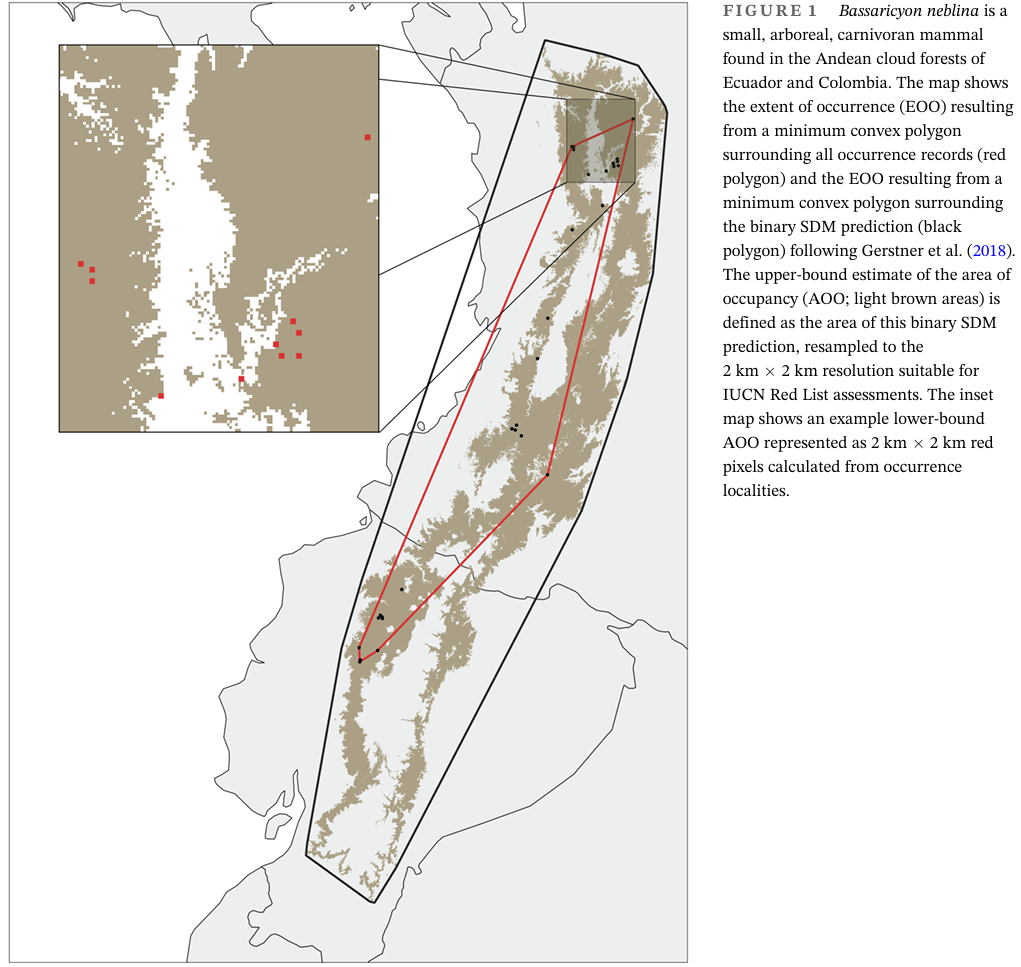 FIGURE 1 Bassaricyon neblina is a
small, arboreal, carnivoran mammal
found in the Andean cloud forests of
Ecuador and Colombia. The map shows
the extent of occurrence (EOO) resulting
from a minimum convex polygon
surrounding all occurrence records (red
polygon) and the EOO resulting from a
minimum convex polygon surrounding
the binary SDM prediction (black
polygon) following Gerstner et al. (2018).
The upper-bound estimate of the area of
occupancy (AOO; light brown areas) is
defined as the area of this binary SDM
prediction, resampled to the
2 km × 2 km resolution suitable for
IUCN Red List assessments. The inset
map shows an example lower-bound
AOO represented as 2 km × 2 km red
pixels calculated from occurrence
localities.